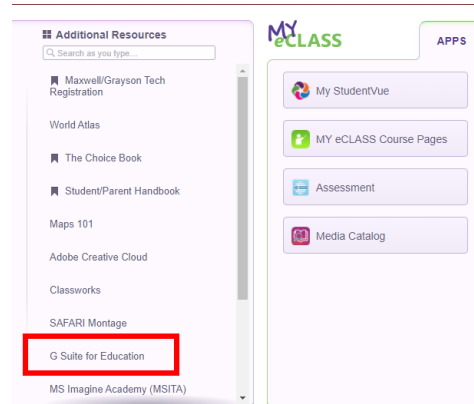 Additional Resources
Search as you type...
Maxwell/Grayson Tech
Registration
World Atlas
The Choice Book
Student/Parent Handbook
Maps 101
Adobe Creative Cloud
Classworks
SAFARI Montage
G Suite for Education
MS Imagine Academy (MSITA)
MY
eCLASS
APPS
My StudentVue
MY eCLASS Course Pages
Assessment
Media Catalog